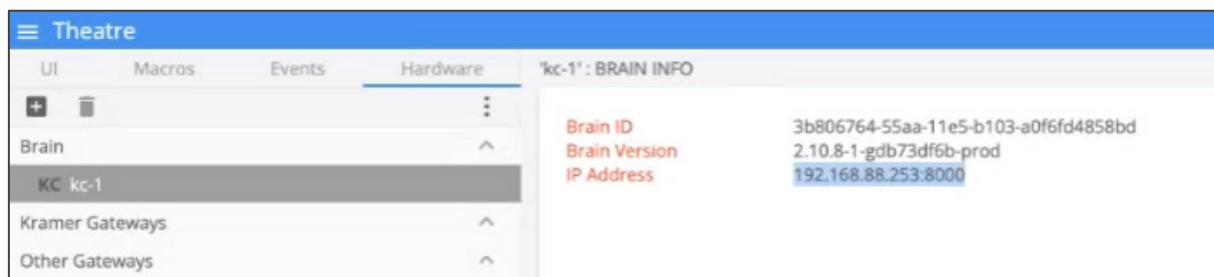 Theatre
UI Macros Events Hardware
Brain
KC kc-1
Kramer Gateways
Other Gateways
'kc-1' : BRAIN INFO
Brain ID 3b806764-55aa-11e5-b103-a0f6fd4858bd
Brain Version 2.10.8-1-gdb73df6b-prod
IP Address 192.168.88.253:8000